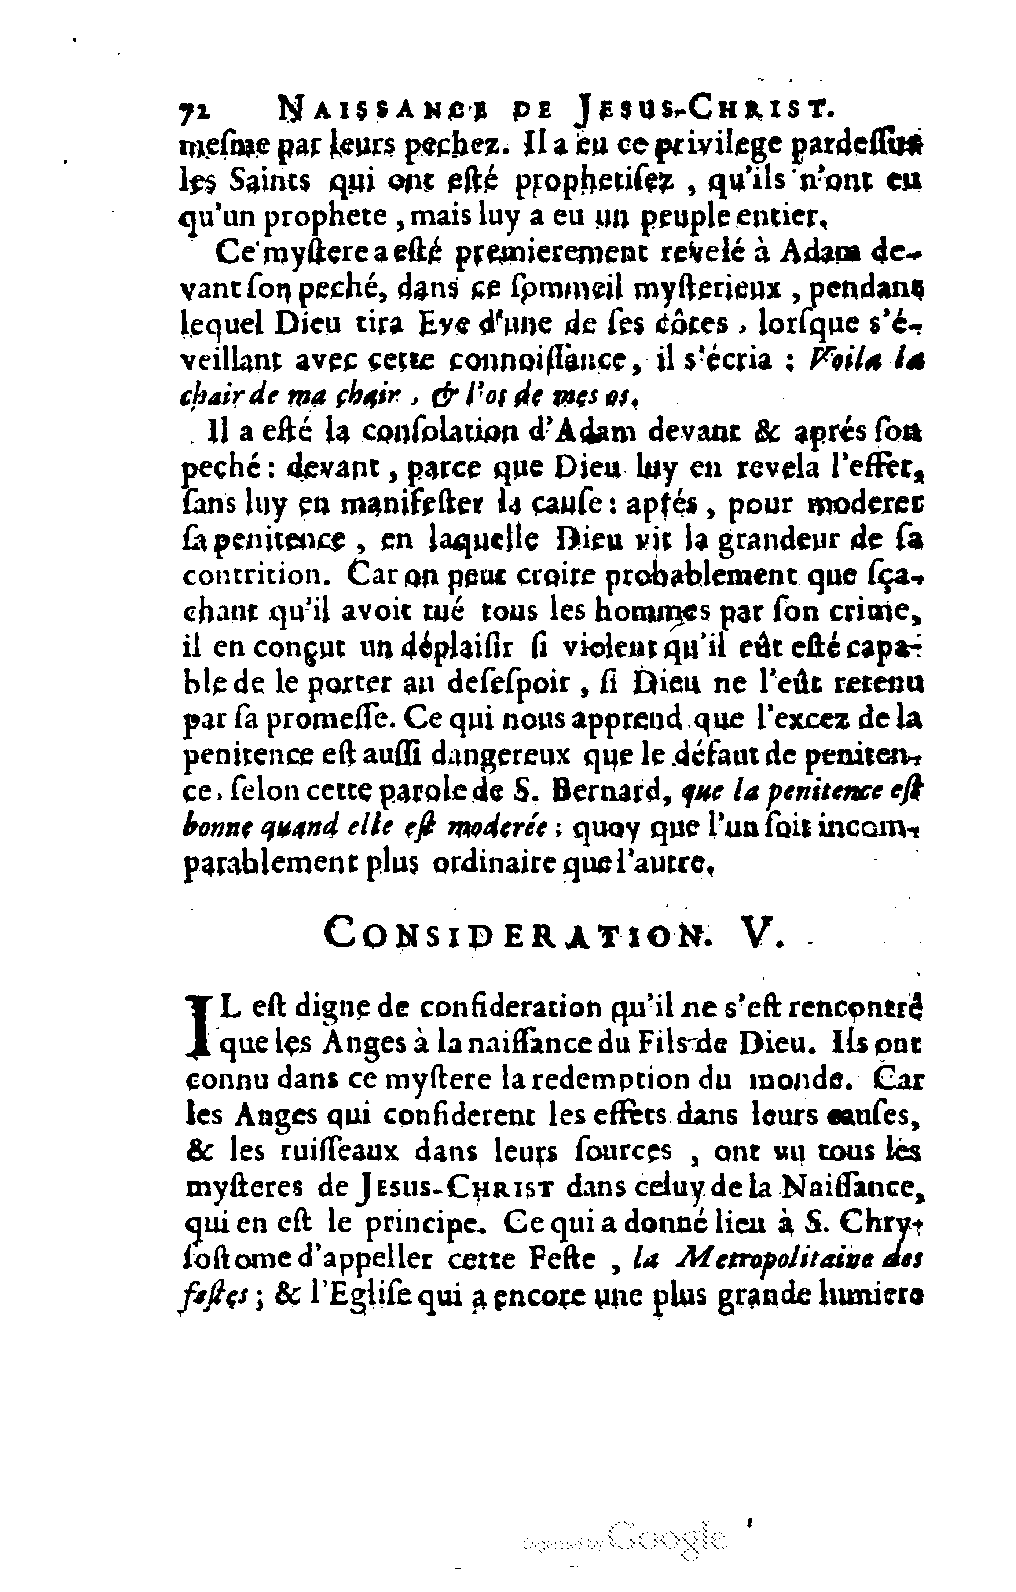 72 NAISSANCE DE JESUS-CHRIST.
meſme par leurs pechez. Il a eu ce privilege pardeſſus
les Saints qui ont eſté prophetiſez, qu'ils n'ont eu
qu'un prophete, mais luy a eu un peuple entier.
Ce myſtere a eſté premierement revelé à Adam de-
vant ſon peché, dans ce ſommeil myſterieux, pendant
lequel Dieu tira Eve d'une de ſes côtes, lorſque s'é-
veillant avec cette connoiſſance, il s'écria : Voila la
chair de ma chair, & l'os de mes os.
Il a eſté la conſolation d'Adam devant & aprés ſon
peché : devant, parce que Dieu luy en revela l'effet,
ſans luy en manifeſter la cauſe : aprés, pour moderer
ſa penitence, en laquelle Dieu vit la grandeur de ſa
contrition. Car on peut croire probablement que ſça-
chant qu'il avoit tué tous les hommes par ſon crime,
il en conçut un déplaiſir ſi violent qu'il eût eſté capa-
ble de le porter au deſeſpoir, ſi Dieu ne l'eût retenu
par ſa promeſſe. Ce qui nous apprend que l'excez de la
penitence eſt auſſi dangereux que le défaut de peniten-
ce, ſelon cette parole de S. Bernard, que la penitence eſt
bonne quand elle eſt moderée ; quoy que l'un ſoit incom-
parablement plus ordinaire que l'autre.
CONSIDERATION. V.
IL eſt digne de conſideration qu'il ne s'eſt rencontré
que les Anges à la naiſſance du Fils de Dieu. Ils ont
connu dans ce myſtere la redemption du monde. Car
les Anges qui conſiderent les effets dans leurs cauſes,
& les ruiſſeaux dans leurs ſources, ont vu tous les
myſteres de JESUS-CHRIST dans celuy de la Naiſſance,
qui en eſt le principe. Ce qui a donné lieu à S. Chry-
ſoſtome d'appeller cette Feſte, la Metropolitaine des
feſtes ; & l'Egliſe qui a encore une plus grande lumiere
Digitized by Google